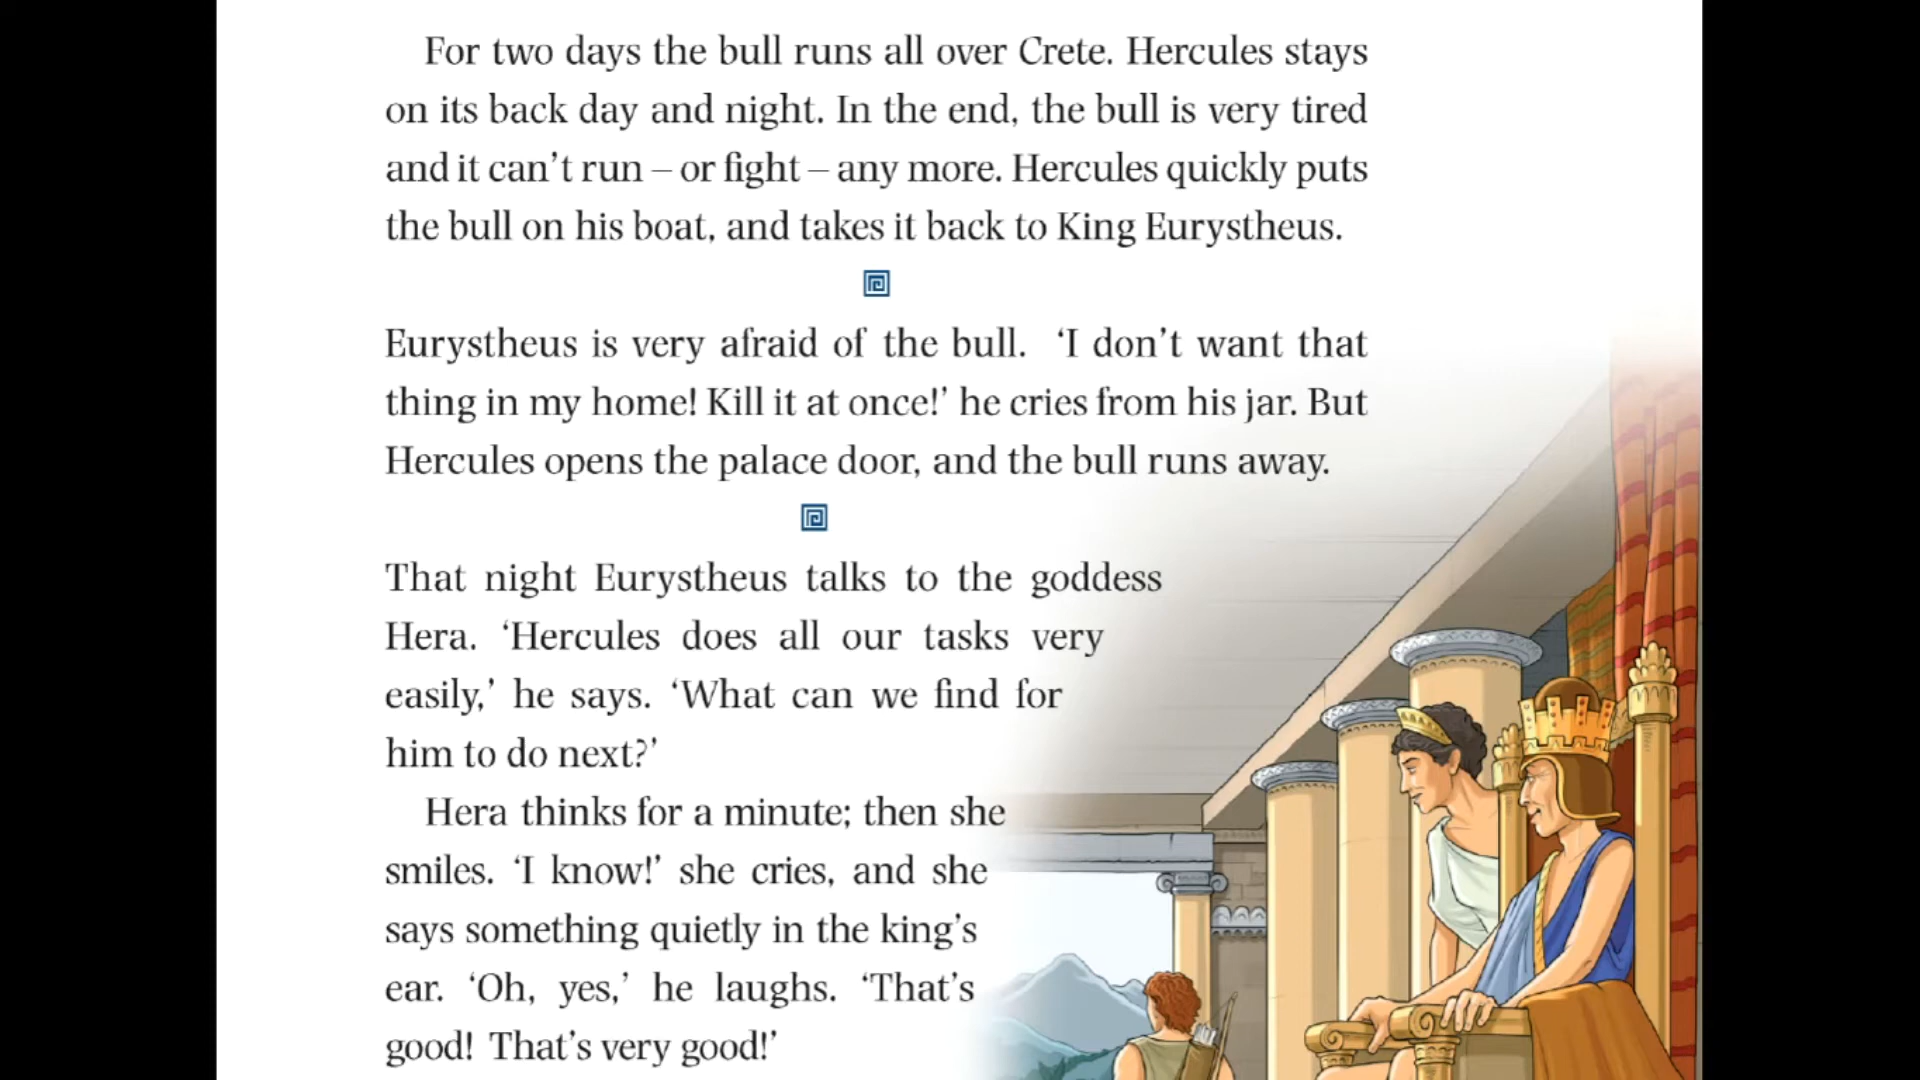 For two days the bull runs all over Crete. Hercules stays
on its back day and night. In the end, the bull is very tired
and it can’t run – or fight – any more. Hercules quickly puts
the bull on his boat, and takes it back to King Eurystheus.
Eurystheus is very afraid of the bull. ‘I don’t want that
thing in my home! Kill it at once!’ he cries from his jar. But
Hercules opens the palace door, and the bull runs away.
That night Eurystheus talks to the goddess
Hera. ‘Hercules does all our tasks very
easily,’ he says. ‘What can we find for
him to do next?’
Hera thinks for a minute; then she
smiles. ‘I know!’ she cries, and she
says something quietly in the king’s
ear. ‘Oh, yes,’ he laughs. ‘That’s
good! That’s very good!’